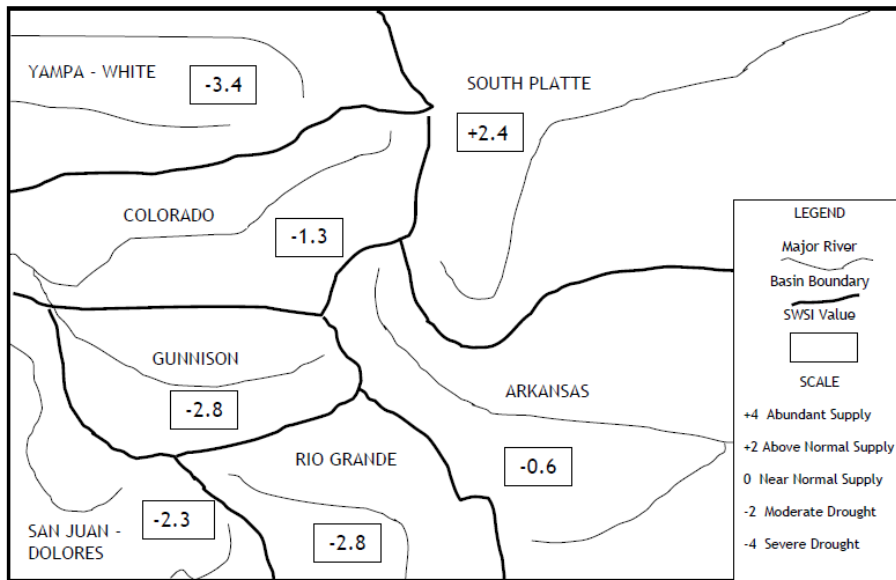 YAMPA - WHITE
-3.4
SOUTH PLATTE
+2.4
COLORADO
-1.3
GUNNISON
-2.8
ARKANSAS
-0.6
RIO GRANDE
-2.8
SAN JUAN -
DOLORES
-2.3
LEGEND
Major River
Basin Boundary
SWSI Value
SCALE
+4 Abundant Supply
+2 Above Normal Supply
0 Near Normal Supply
-2 Moderate Drought
-4 Severe Drought